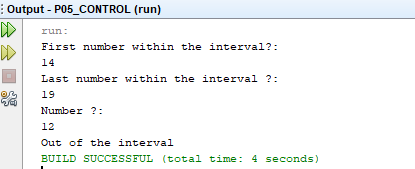 Output - P05_CONTROL (run)
run:
First number within the interval?:
14
Last number within the interval ?:
19
Number ?:
12
Out of the interval
BUILD SUCCESSFUL (total time: 4 seconds)